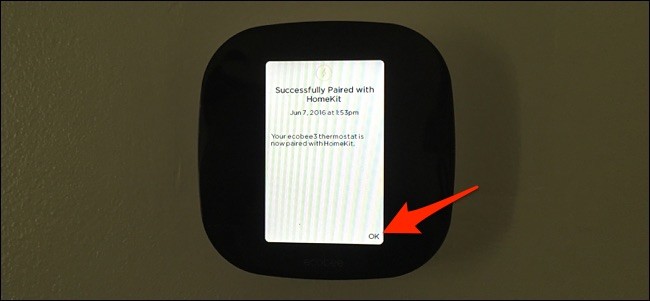 Successfully Paired with
HomeKit
Jun 7, 2016 at 1:53pm
Your ecobee3 thermostat is
now paired with HomeKit.
OK